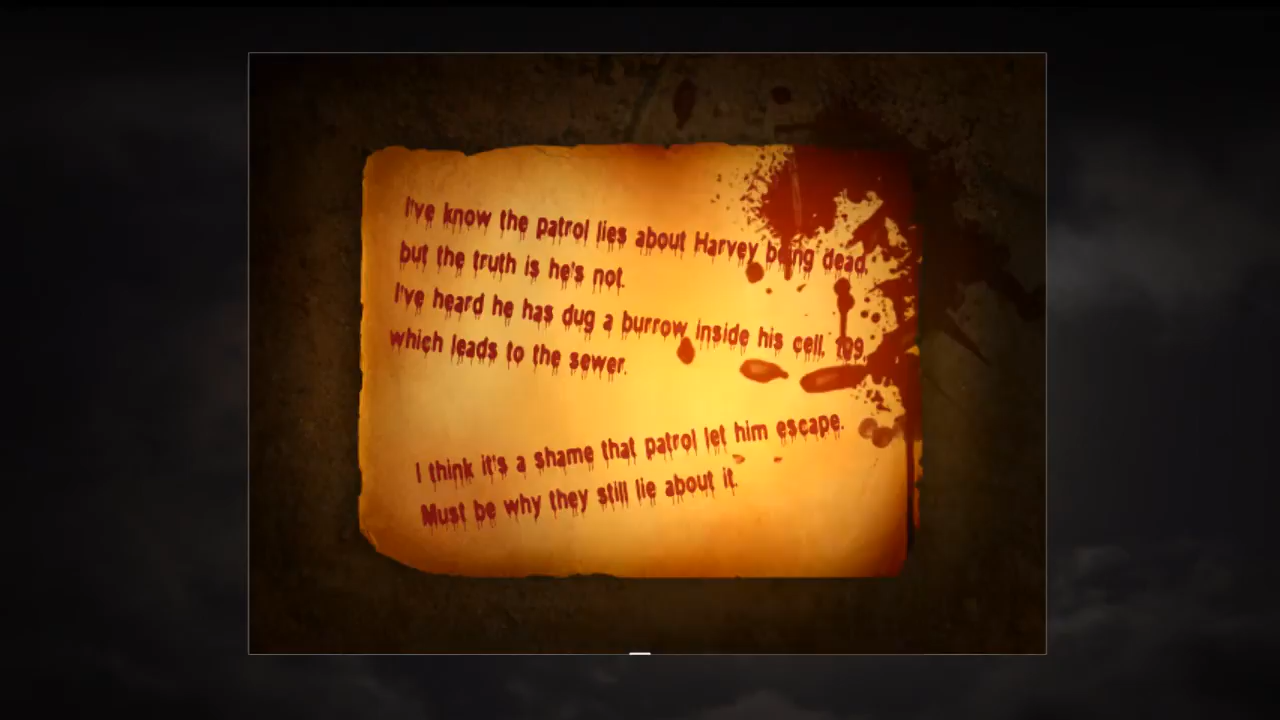 I've know the patrol lies about Harvey being dead,
but the truth is he's not.
I've heard he has dug a burrow inside his cell, 109,
which leads to the sewer.
I think it's a shame that patrol let him escape.
Must be why they still lie about it.